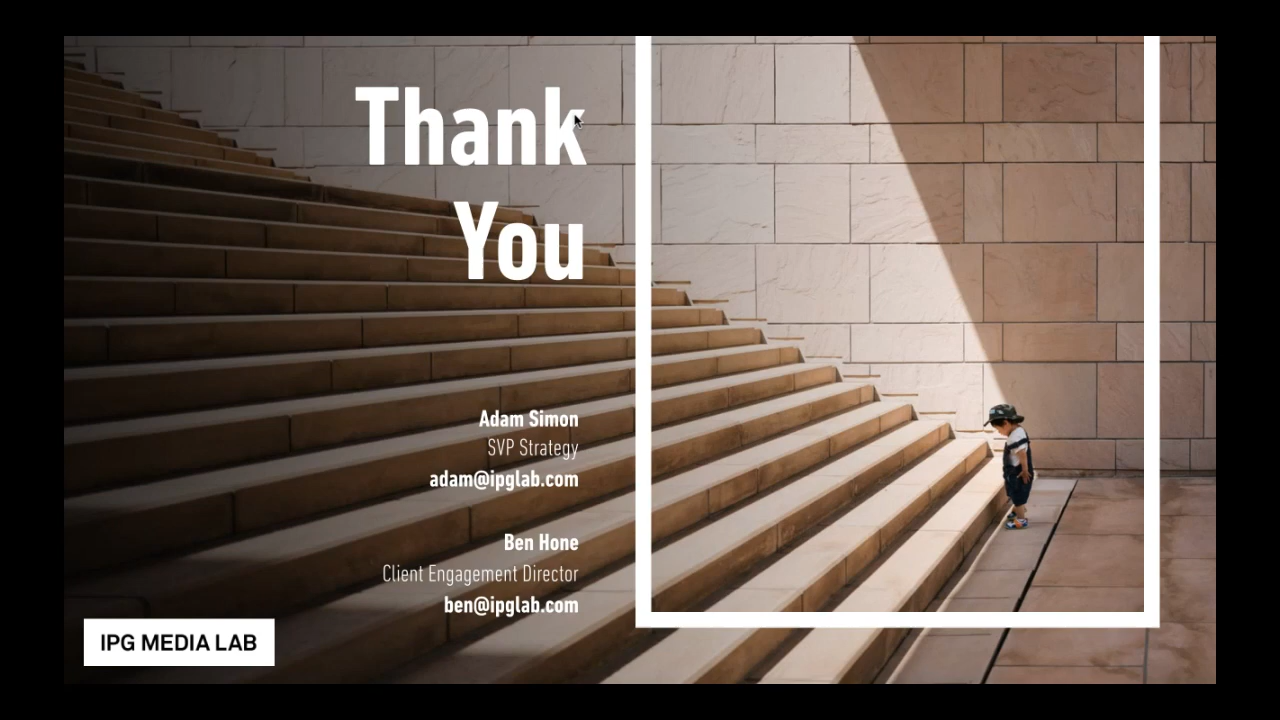 Thank
You
Adam Simon
SVP Strategy
adam@ipglab.com
Ben Hone
Client Engagement Director
ben@ipglab.com
IPG MEDIA LAB